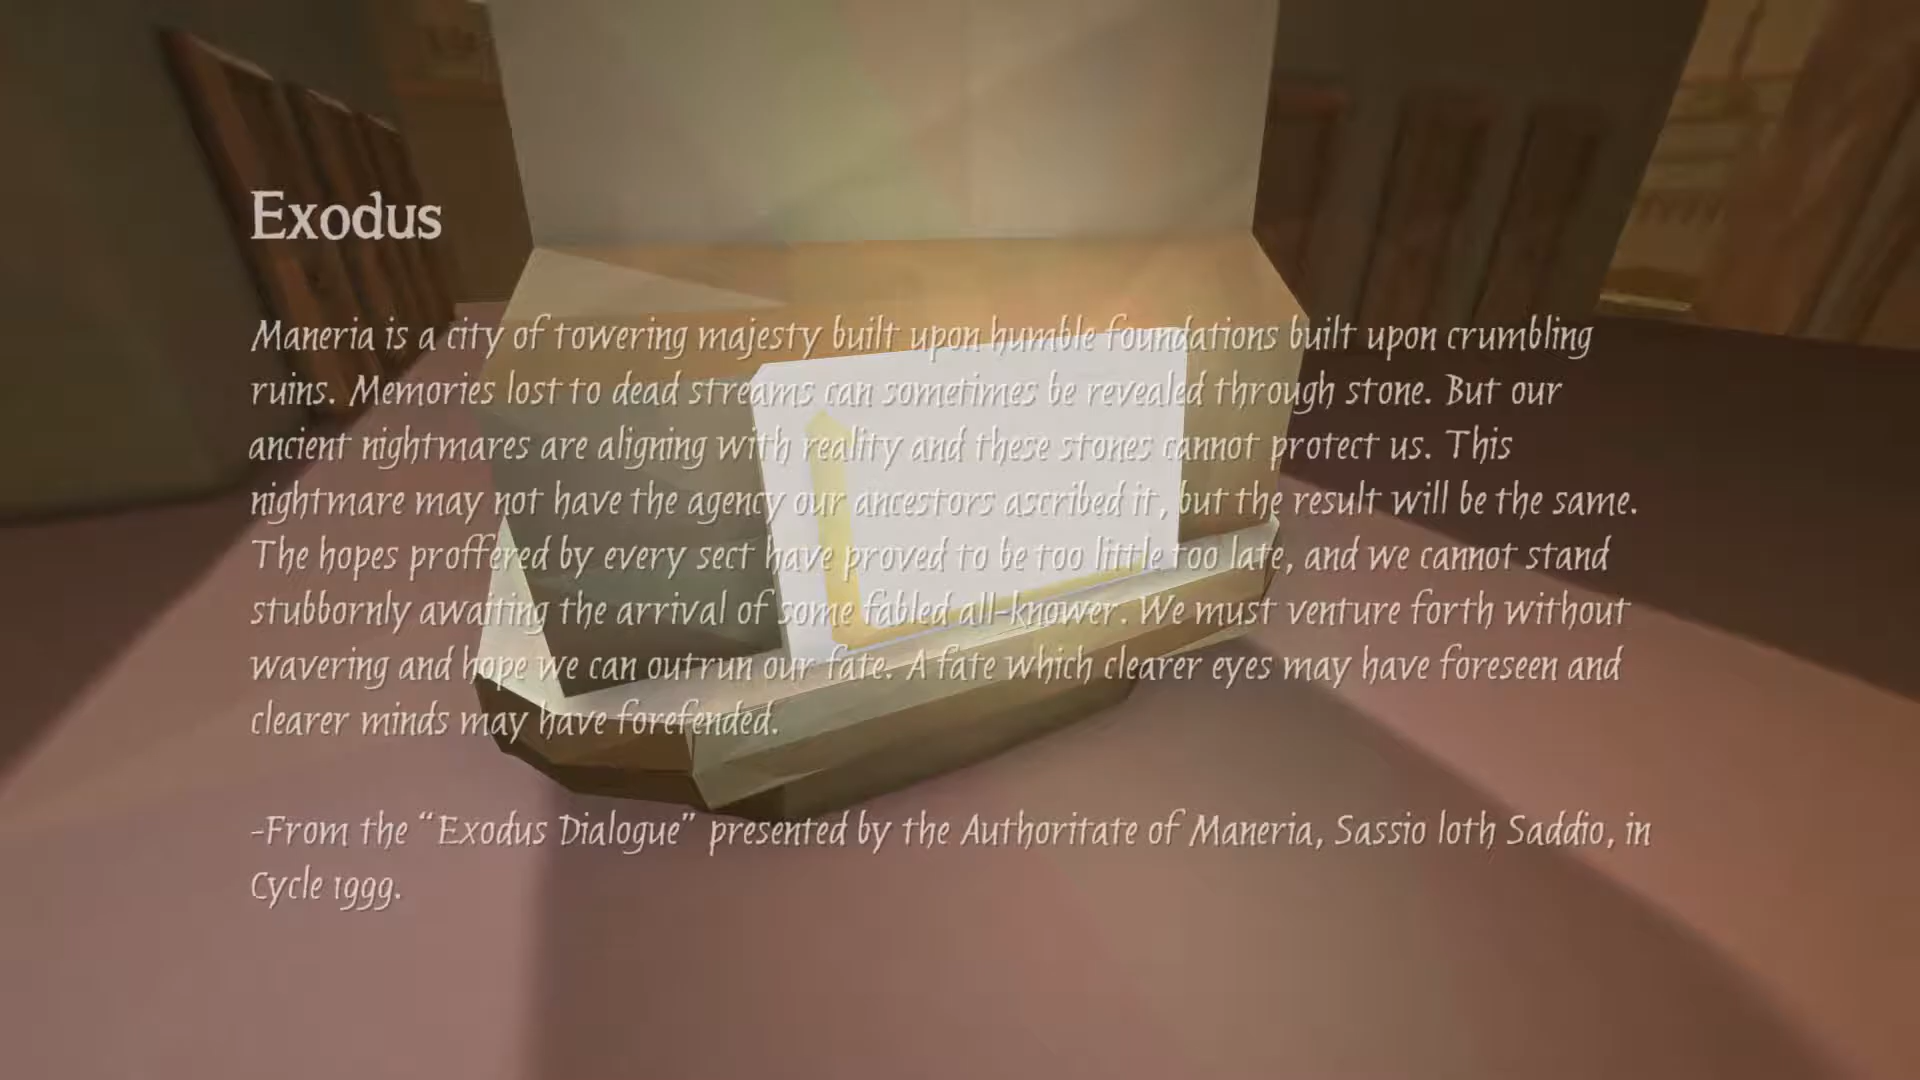 Exodus
Maneria is a city of towering majesty built upon humble foundations built upon crumbling
ruins. Memories lost to dead streams can sometimes be revealed through stone. But our
ancient nightmares are aligning with reality and these stones cannot protect us. This
nightmare may not have the agency our ancestors ascribed it, but the result will be the same.
The hopes proffered by every sect have proved to be too little too late, and we cannot stand
stubbornly awaiting the arrival of some fabled all-knower. We must venture forth without
wavering and hope we can outrun our fate. A fate which clearer eyes may have foreseen and
clearer minds may have forefended.
-From the “Exodus Dialogue” presented by the Authoritate of Maneria, Sassio loth Saddio, in
Cycle 1999.